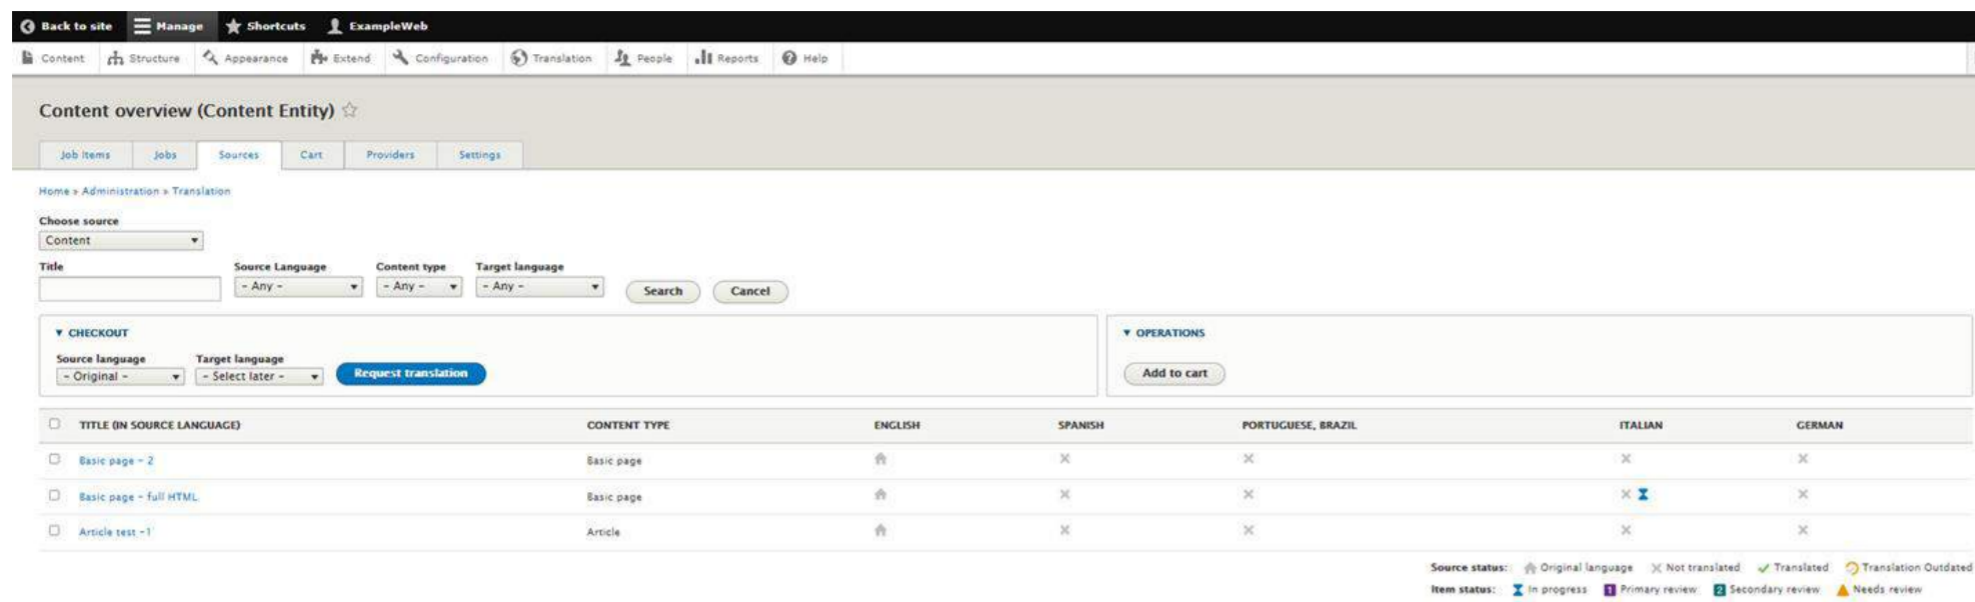 Back to site Manage Shortcuts ExampleWeb
Content Structure Appearance Extend Configuration Translation People Reports Help
Content overview (Content Entity)
Job Items Jobs Sources Cart Providers Settings
Home » Administration » Translation
Choose source
Content
Title Source Language Content type Target language
- Any - - Any - - Any - Search Cancel
CHECKOUT OPERATIONS
Source language Target language
- Original - - Select later - Request translation Add to cart
TITLE (IN SOURCE LANGUAGE) CONTENT TYPE ENGLISH SPANISH PORTUGUESE, BRAZIL ITALIAN GERMAN
Basic page - 2 Basic page
Basic page - full HTML Basic page
Article test -1 Article
Source status: Original language Not translated Translated Translation Outdated
Item status: In progress 1 Primary review 2 Secondary review Needs review